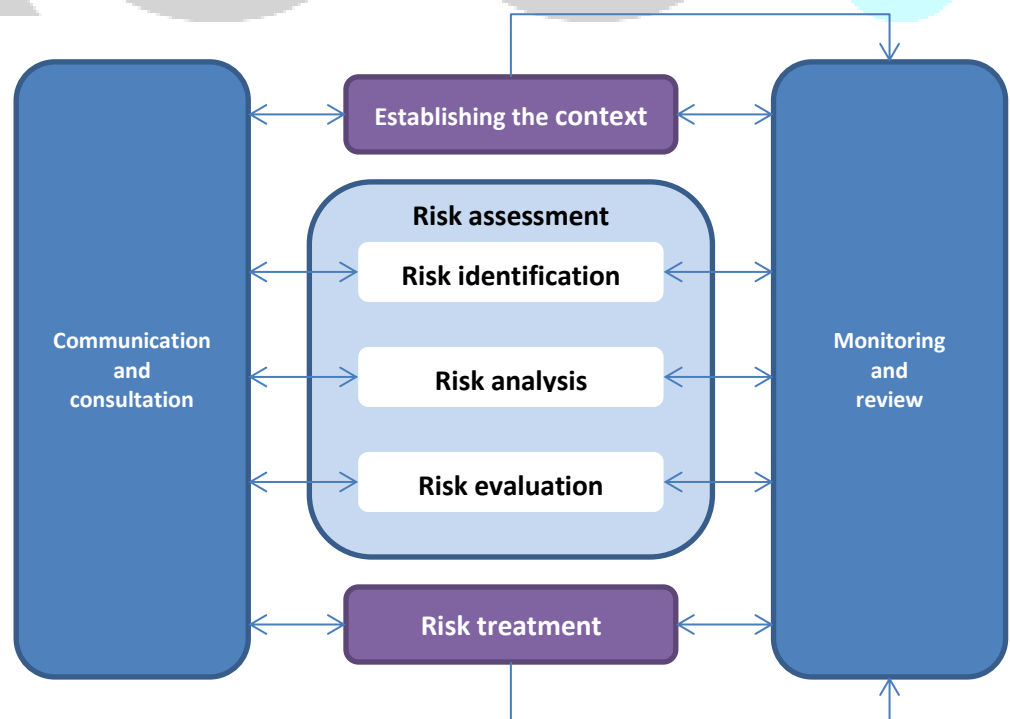 Establishing the context
Risk assessment
Risk identification
Communication
and
consultation
Risk analysis
Monitoring
and
review
Risk evaluation
Risk treatment